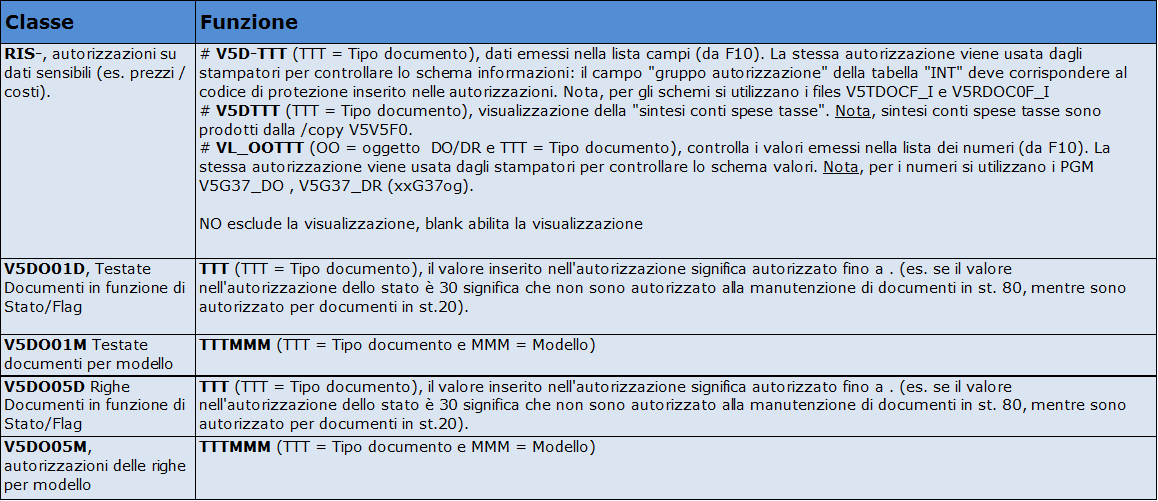 Classe
Funzione
RIS-, autorizzazioni su
dati sensibili (es. prezzi /
costi).
# V5D-TTT (TTT = Tipo documento), dati emessi nella lista campi (da F10). La stessa autorizzazione viene usata dagli
stampatori per controllare lo schema informazioni: il campo "gruppo autorizzazione" della tabella "INT" deve corrispondere al
codice di protezione inserito nelle autorizzazioni. Nota, per gli schemi si utilizzano i files V5TDOCF_I e V5RDOC0F_I
# V5DTTT (TTT = Tipo documento), visualizzazione della "sintesi conti spese tasse". Nota, sintesi conti spese tasse sono
prodotti dalla /copy V5V5F0.
# VL_OOTTT (OO = oggetto  DO/DR e TTT = Tipo documento), controlla i valori emessi nella lista dei numeri (da F10). La
stessa autorizzazione viene usata dagli stampatori per controllare lo schema valori. Nota, per i numeri si utilizzano i PGM
V5G37_DO , V5G37_DR (xxG37og).
NO esclude la visualizzazione, blank abilita la visualizzazione
V5DO01D, Testate
Documenti in funzione di
Stato/Flag
TTT (TTT = Tipo documento), il valore inserito nell'autorizzazione significa autorizzato fino a . (es. se il valore
nell'autorizzazione dello stato è 30 significa che non sono autorizzato alla manutenzione di documenti in st. 80, mentre sono
autorizzato per documenti in st.20).
V5DO01M Testate
documenti per modello
TTTMMM (TTT = Tipo documento e MMM = Modello)
V5DO05D Righe
Documenti in funzione di
Stato/Flag
TTT (TTT = Tipo documento), il valore inserito nell'autorizzazione significa autorizzato fino a . (es. se il valore
nell'autorizzazione dello stato è 30 significa che non sono autorizzato alla manutenzione di documenti in st. 80, mentre sono
autorizzato per documenti in st.20).
V5DO05M,
autorizzazioni delle righe
per modello
TTTMMM (TTT = Tipo documento e MMM = Modello)